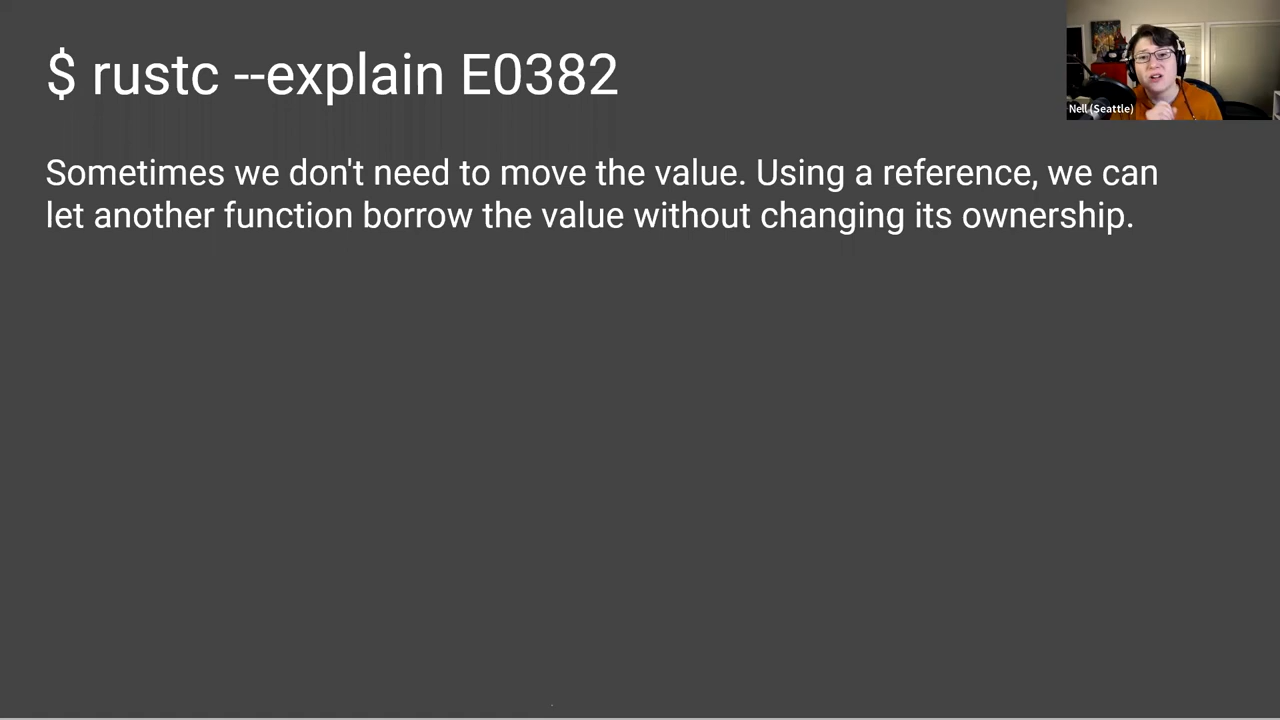 $ rustc --explain E0382
Nell (Seattle)
Sometimes we don't need to move the value. Using a reference, we can
let another function borrow the value without changing its ownership.